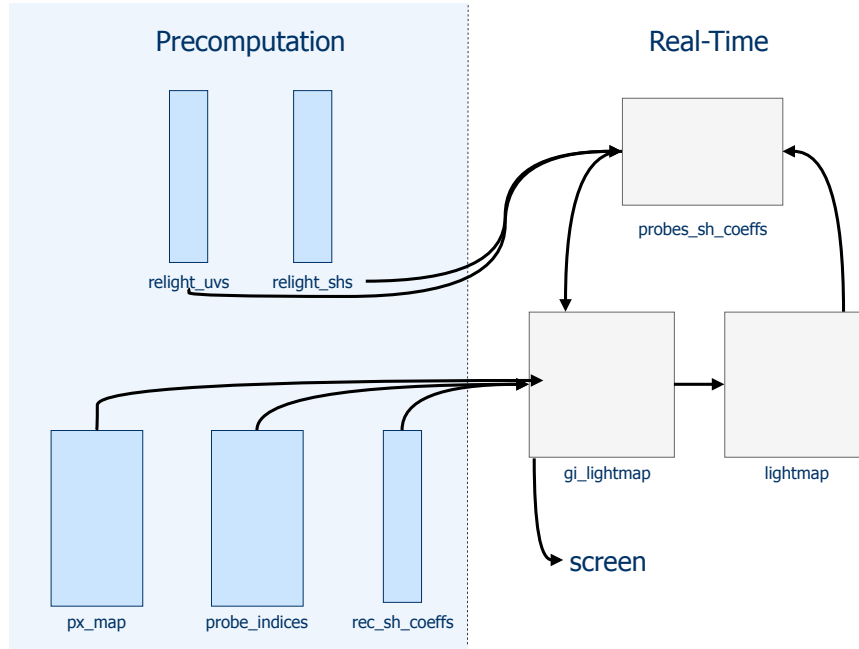 Precomputation
Real-Time
relight_uvs
relight_shs
probes_sh_coeffs
gi_lightmap
lightmap
screen
px_map
probe_indices
rec_sh_coeffs